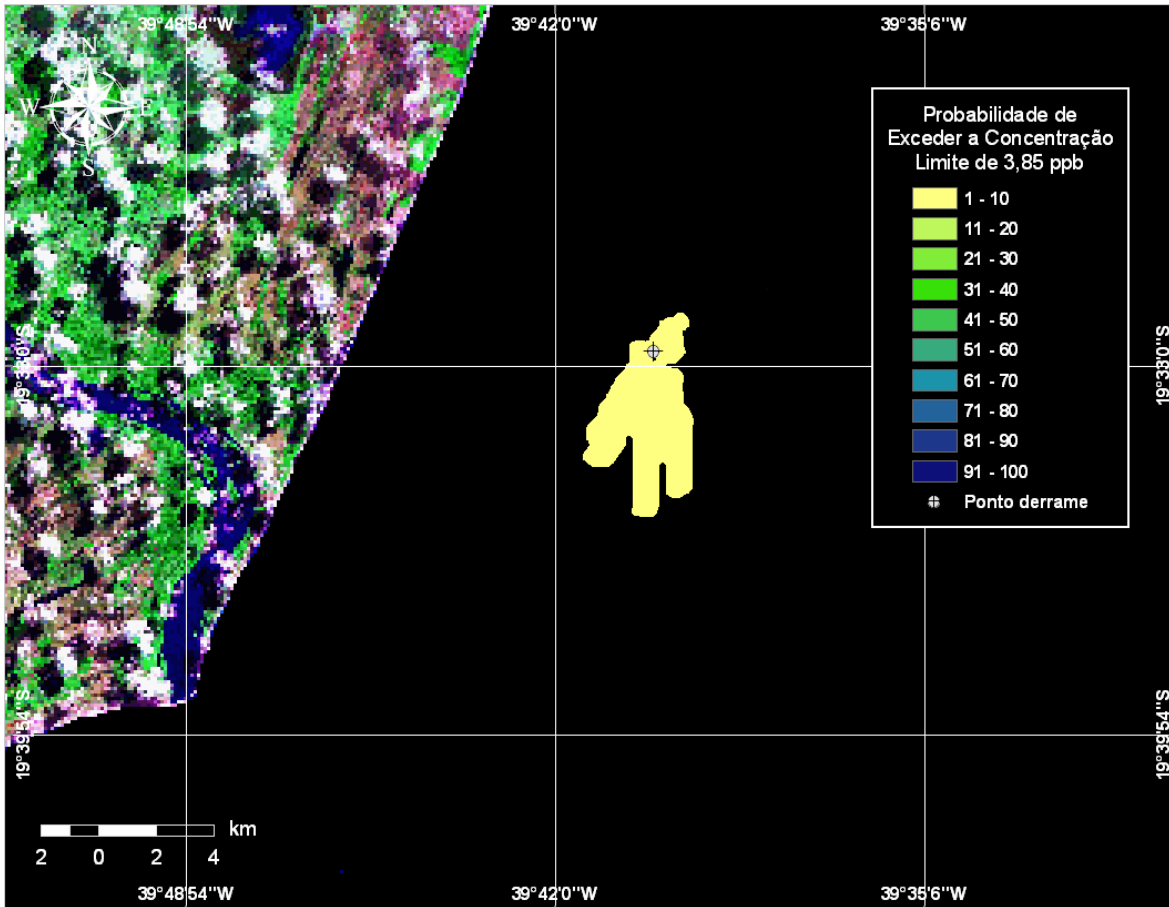 39°48'54''W 39°42'0''W 39°35'6''W
N
W E
S
Probabilidade de
Exceder a Concentração
Limite de 3,85 ppb
1 - 10
11 - 20
21 - 30
31 - 40
41 - 50
51 - 60
61 - 70
71 - 80
81 - 90
91 - 100
Ponto derrame
19°33'0''S 19°33'0''S
19°39'54''S 19°39'54''S
km
2 0 2 4
39°48'54''W 39°42'0''W 39°35'6''W